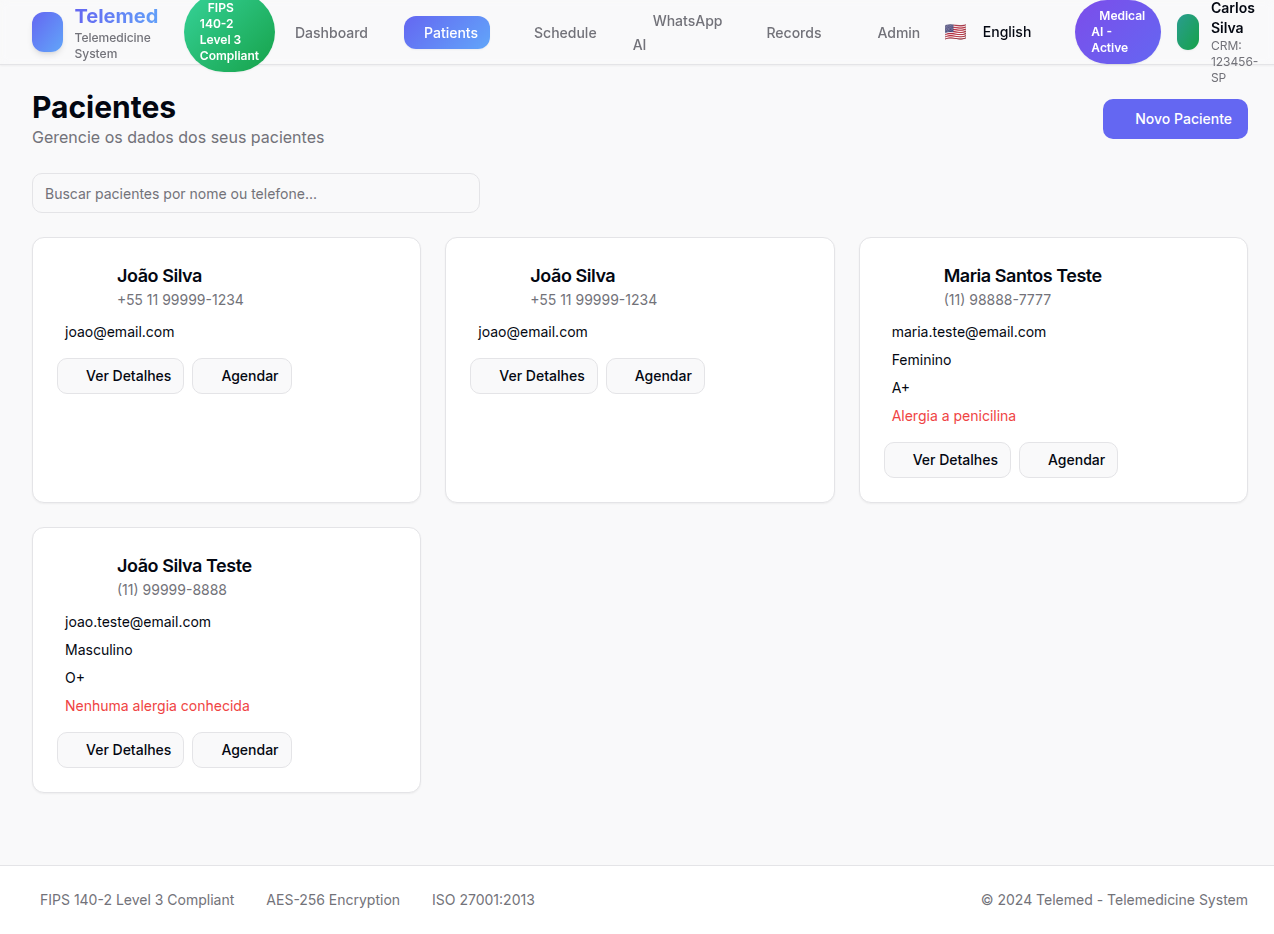 Telemed
Telemedicine
System
FIPS
140-2
Level 3
Compliant
Dashboard
Patients
Schedule
WhatsApp
AI
Records
Admin
🇺🇸 English
Medical
AI -
Active
Carlos
Silva
CRM:
123456-
SP
Pacientes
Gerencie os dados dos seus pacientes
Novo Paciente
Buscar pacientes por nome ou telefone...
João Silva
+55 11 99999-1234
joao@email.com
Ver Detalhes
Agendar
João Silva
+55 11 99999-1234
joao@email.com
Ver Detalhes
Agendar
Maria Santos Teste
(11) 98888-7777
maria.teste@email.com
Feminino
A+
Alergia a penicilina
Ver Detalhes
Agendar
João Silva Teste
(11) 99999-8888
joao.teste@email.com
Masculino
O+
Nenhuma alergia conhecida
Ver Detalhes
Agendar
FIPS 140-2 Level 3 Compliant
AES-256 Encryption
ISO 27001:2013
© 2024 Telemed - Telemedicine System